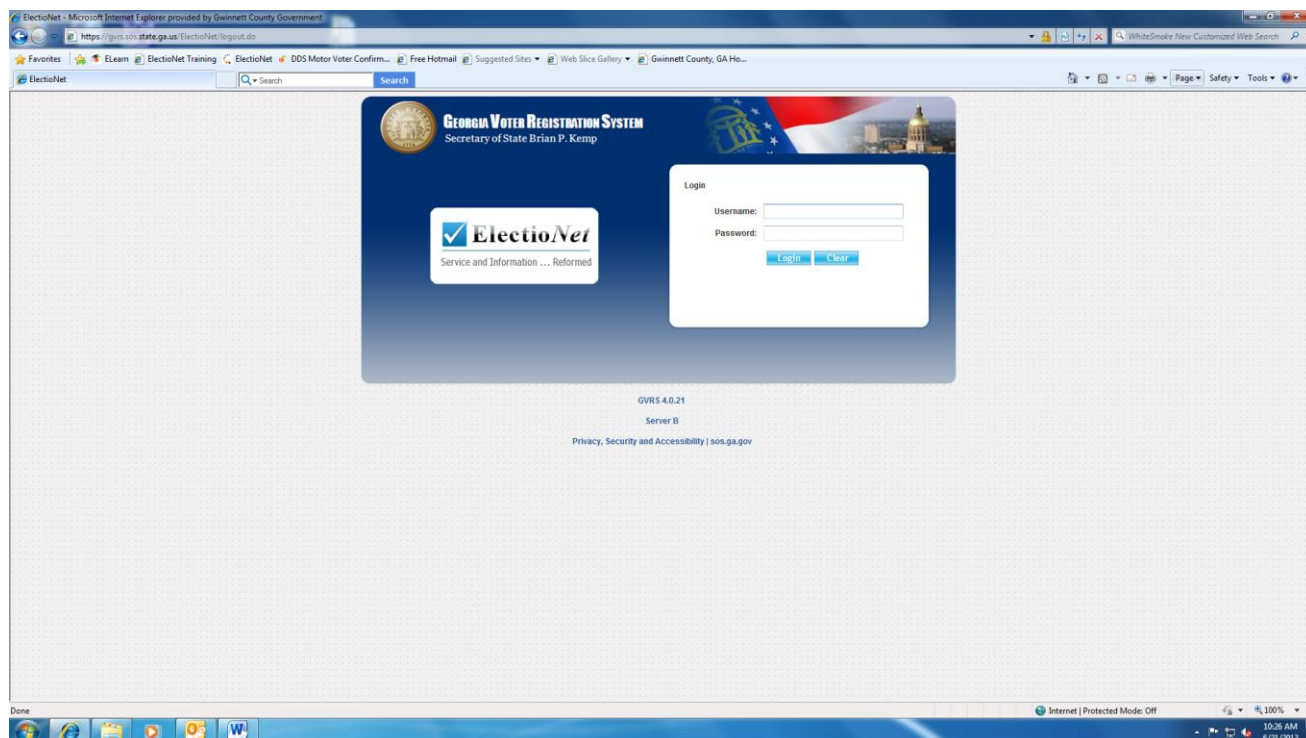 ElectioNet - Microsoft Internet Explorer provided by Gwinnett County Government
https://gvrs.sos.state.ga.us/ElectioNet/logout.do
WhiteSmoke New Customized Web Search
Favorites ELearn ElectioNet Training ElectioNet DDS Motor Voter Confirm... Free Hotmail Suggested Sites Web Slice Gallery Gwinnett County, GA Ho...
ElectioNet Search Search Page Safety Tools
GEORGIA VOTER REGISTRATION SYSTEM
Secretary of State Brian P. Kemp
Login
Username:
Password:
Login Clear
ElectioNet
Service and Information ... Reformed
GVRS 4.0.21
Server B
Privacy, Security and Accessibility | sos.ga.gov
Done Internet | Protected Mode: Off 100%
10:26 AM